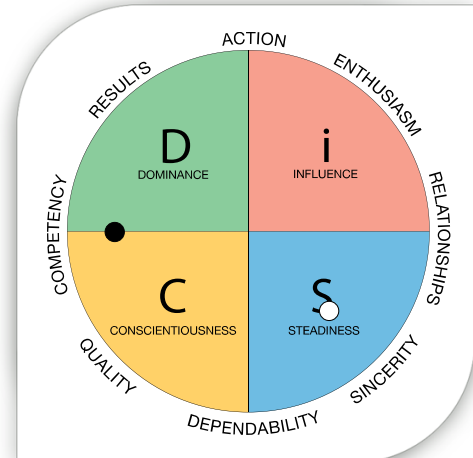 ACTION
ENTHUSIASM
RELATIONSHIPS
SINCERITY
DEPENDABILITY
QUALITY
COMPETENCY
RESULTS
D
DOMINANCE
i
INFLUENCE
C
CONSCIENTIOUSNESS
S
STEADINESS